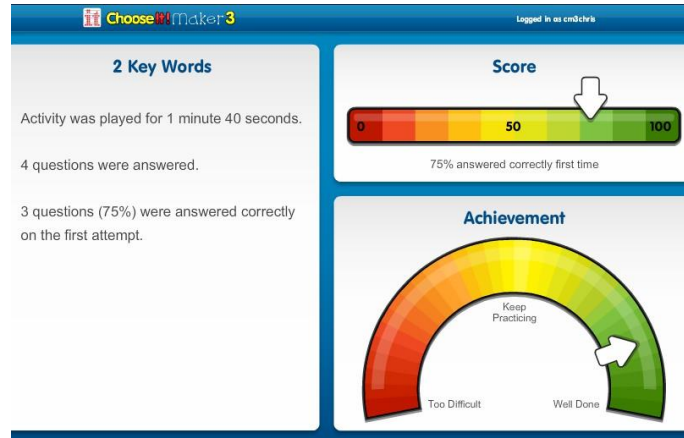 it ChooseIt! Maker 3
Logged in as cm3chris
2 Key Words
Activity was played for 1 minute 40 seconds.
4 questions were answered.
3 questions (75%) were answered correctly
on the first attempt.
Score
0 50 100
75% answered correctly first time
Achievement
Keep
Practicing
Too Difficult
Well Done